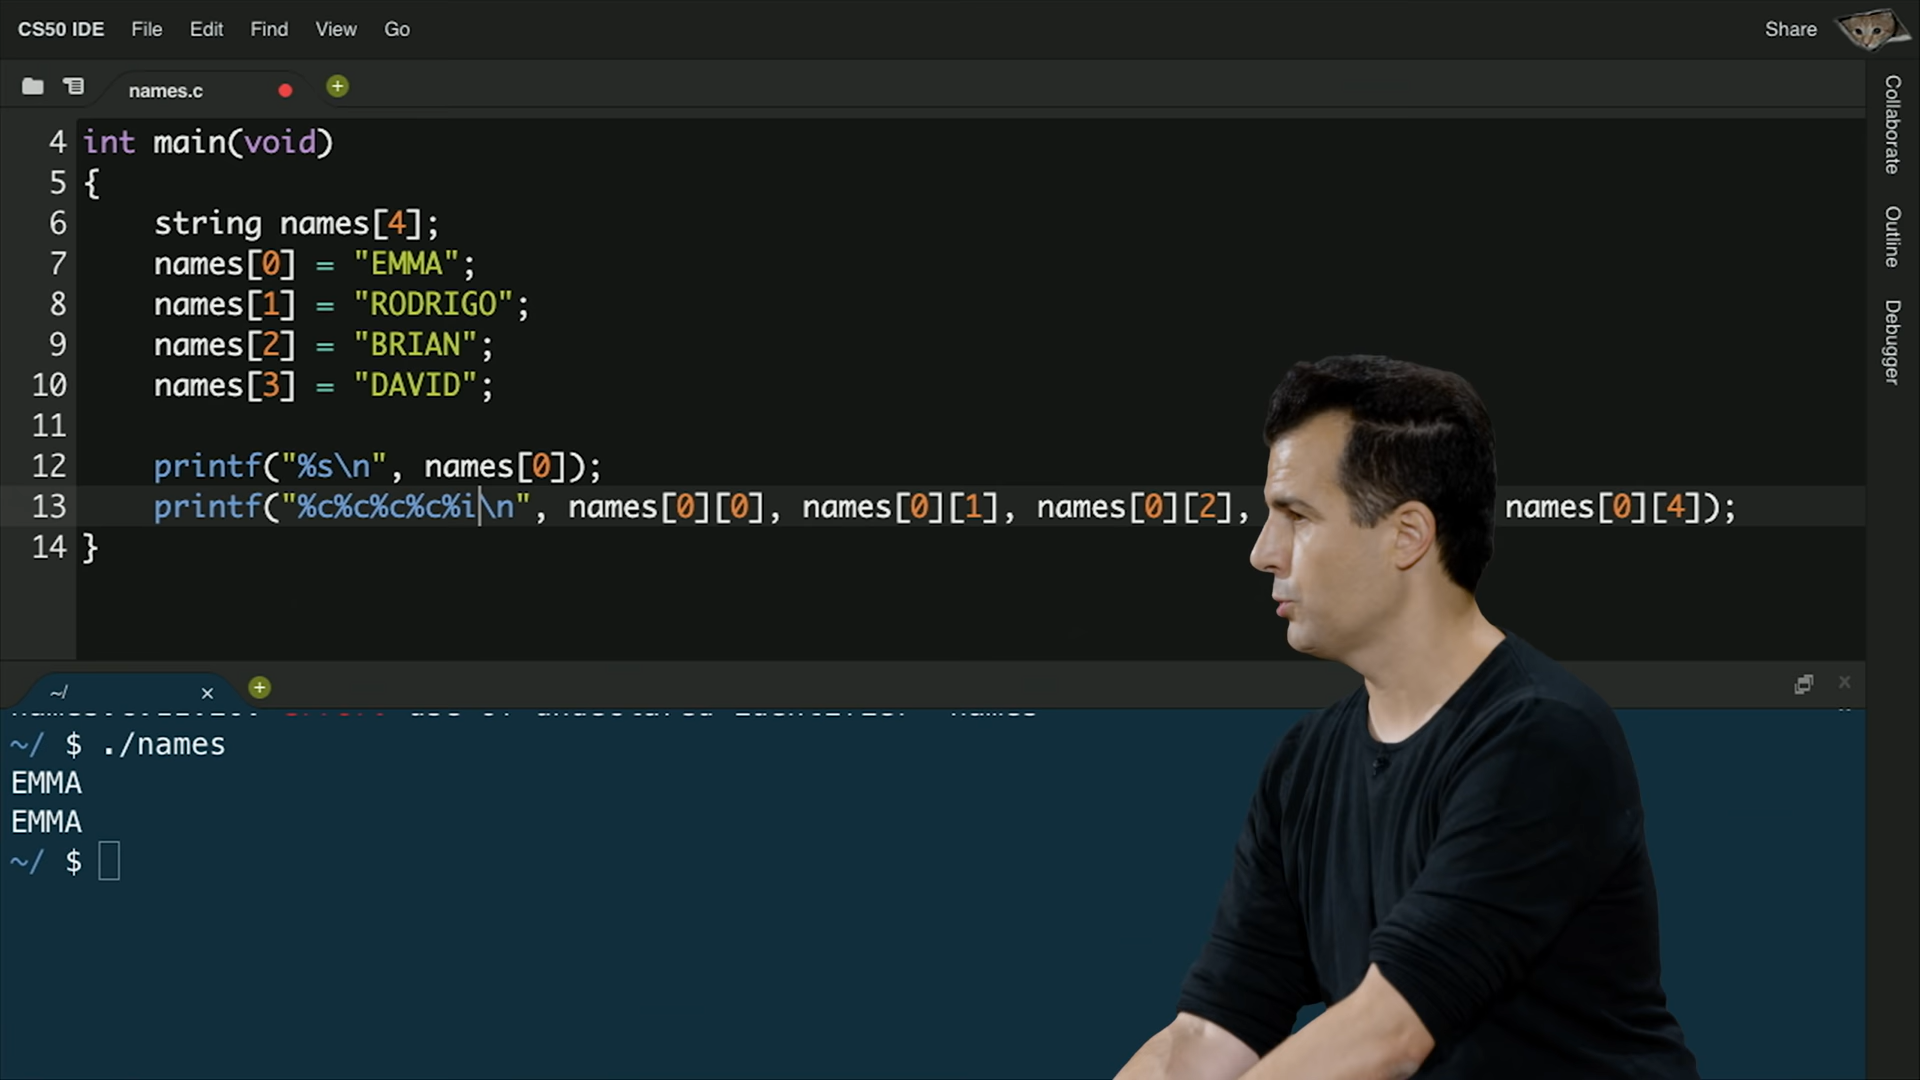 CS50 IDE File Edit Find View Go Share
names.c
4 int main(void)
5 {
6 string names[4];
7 names[0] = "EMMA";
8 names[1] = "RODRIGO";
9 names[2] = "BRIAN";
10 names[3] = "DAVID";
11
12 printf("%s\n", names[0]);
13 printf("%c%c%c%c%i\n", names[0][0], names[0][1], names[0][2], names[0][4]);
14 }
Collaborate
Outline
Debugger
~/
~/ $ ./names
EMMA
EMMA
~/ $